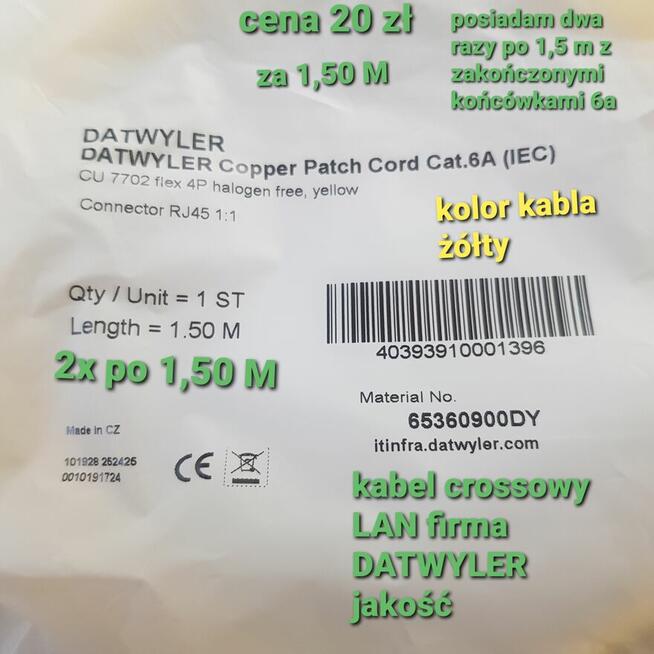 cena 20 zł
za 1,50 M
posiadam dwa
razy po 1,5 m z
zakończonymi
końcówkami 6a
DATWYLER
DATWYLER Copper Patch Cord Cat.6A (IEC)
CU 7702 flex 4P halogen free, yellow
Connector RJ45 1:1
kolor kabla
żółty
Qty / Unit = 1 ST
Length = 1.50 M
2x po 1,50 M
40393910001396
Material No.
65360900DY
itinfra.datwyler.com
Made in CZ
101928 252425
0010191724
CE
kabel crossowy
LAN firma
DATWYLER
jakość